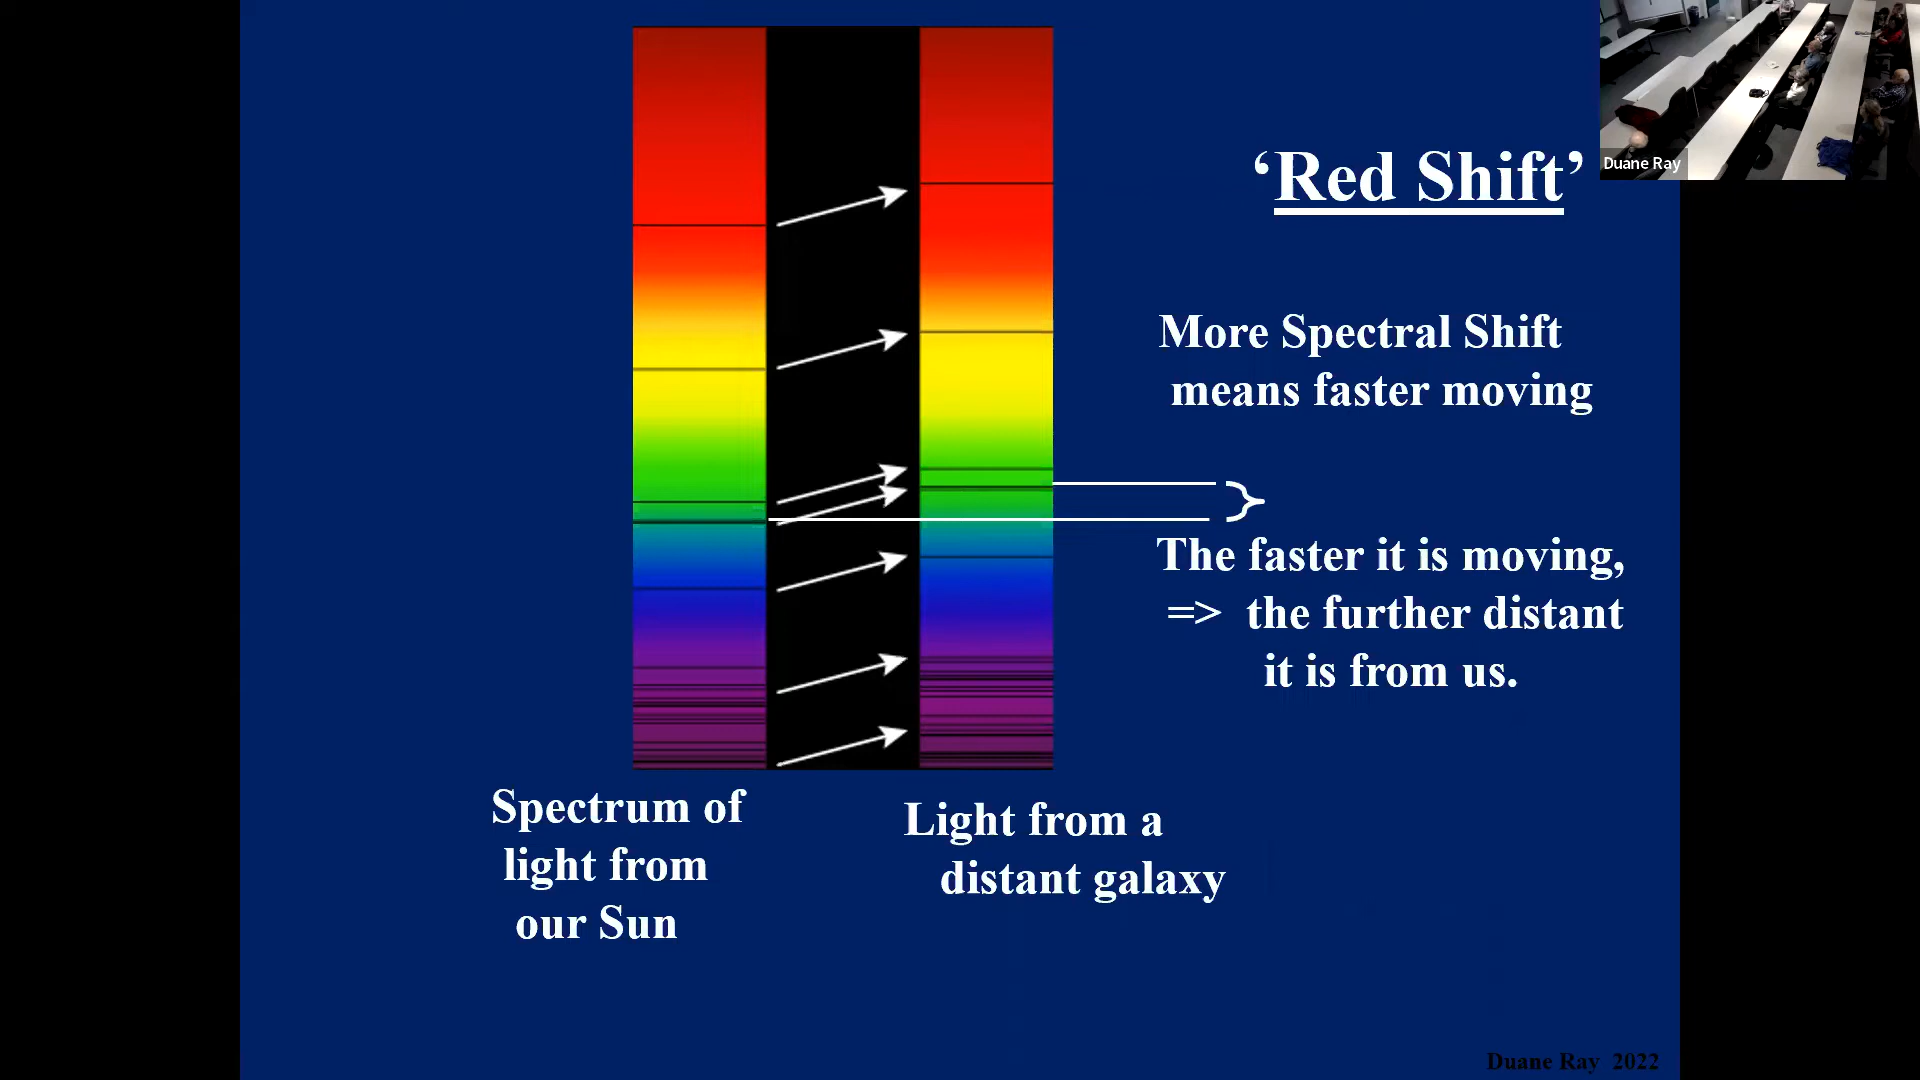 Duane Ray
‘Red Shift’
More Spectral Shift
means faster moving
The faster it is moving,
=> the further distant
it is from us.
Spectrum of
light from
our Sun
Light from a
distant galaxy
Duane Ray 2022